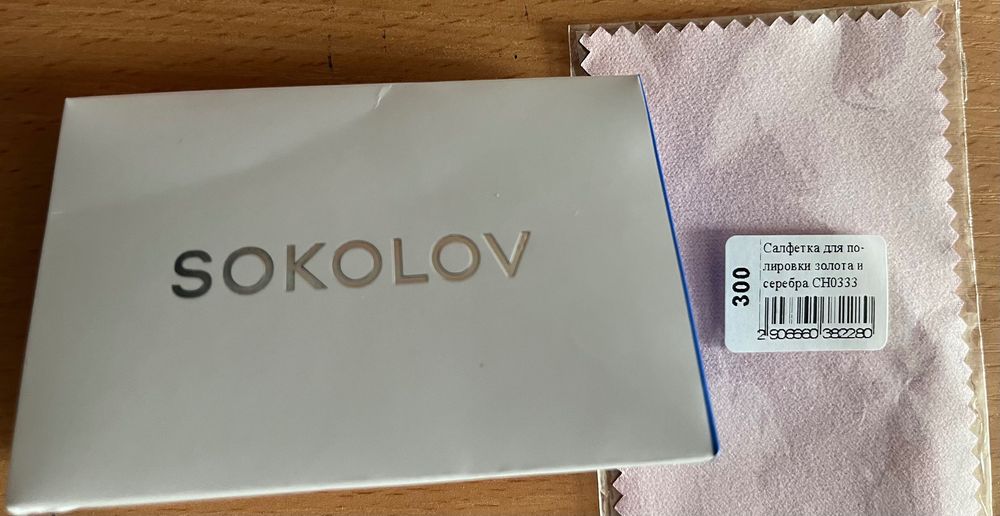 SOKOLOV
300
Салфетка для по-
лировки золота и
серебра CH0333
2 906660 382280